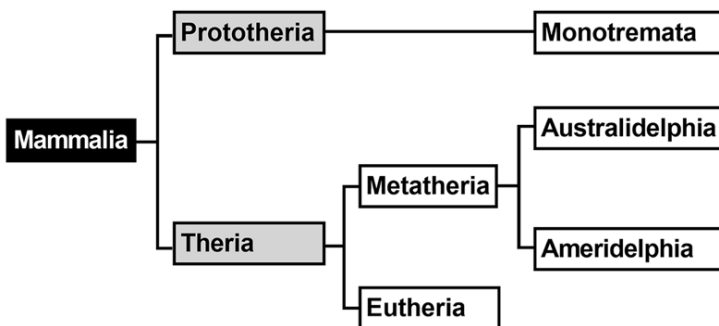 Prototheria
Monotremata
Mammalia
Australidelphia
Metatheria
Theria
Ameridelphia
Eutheria